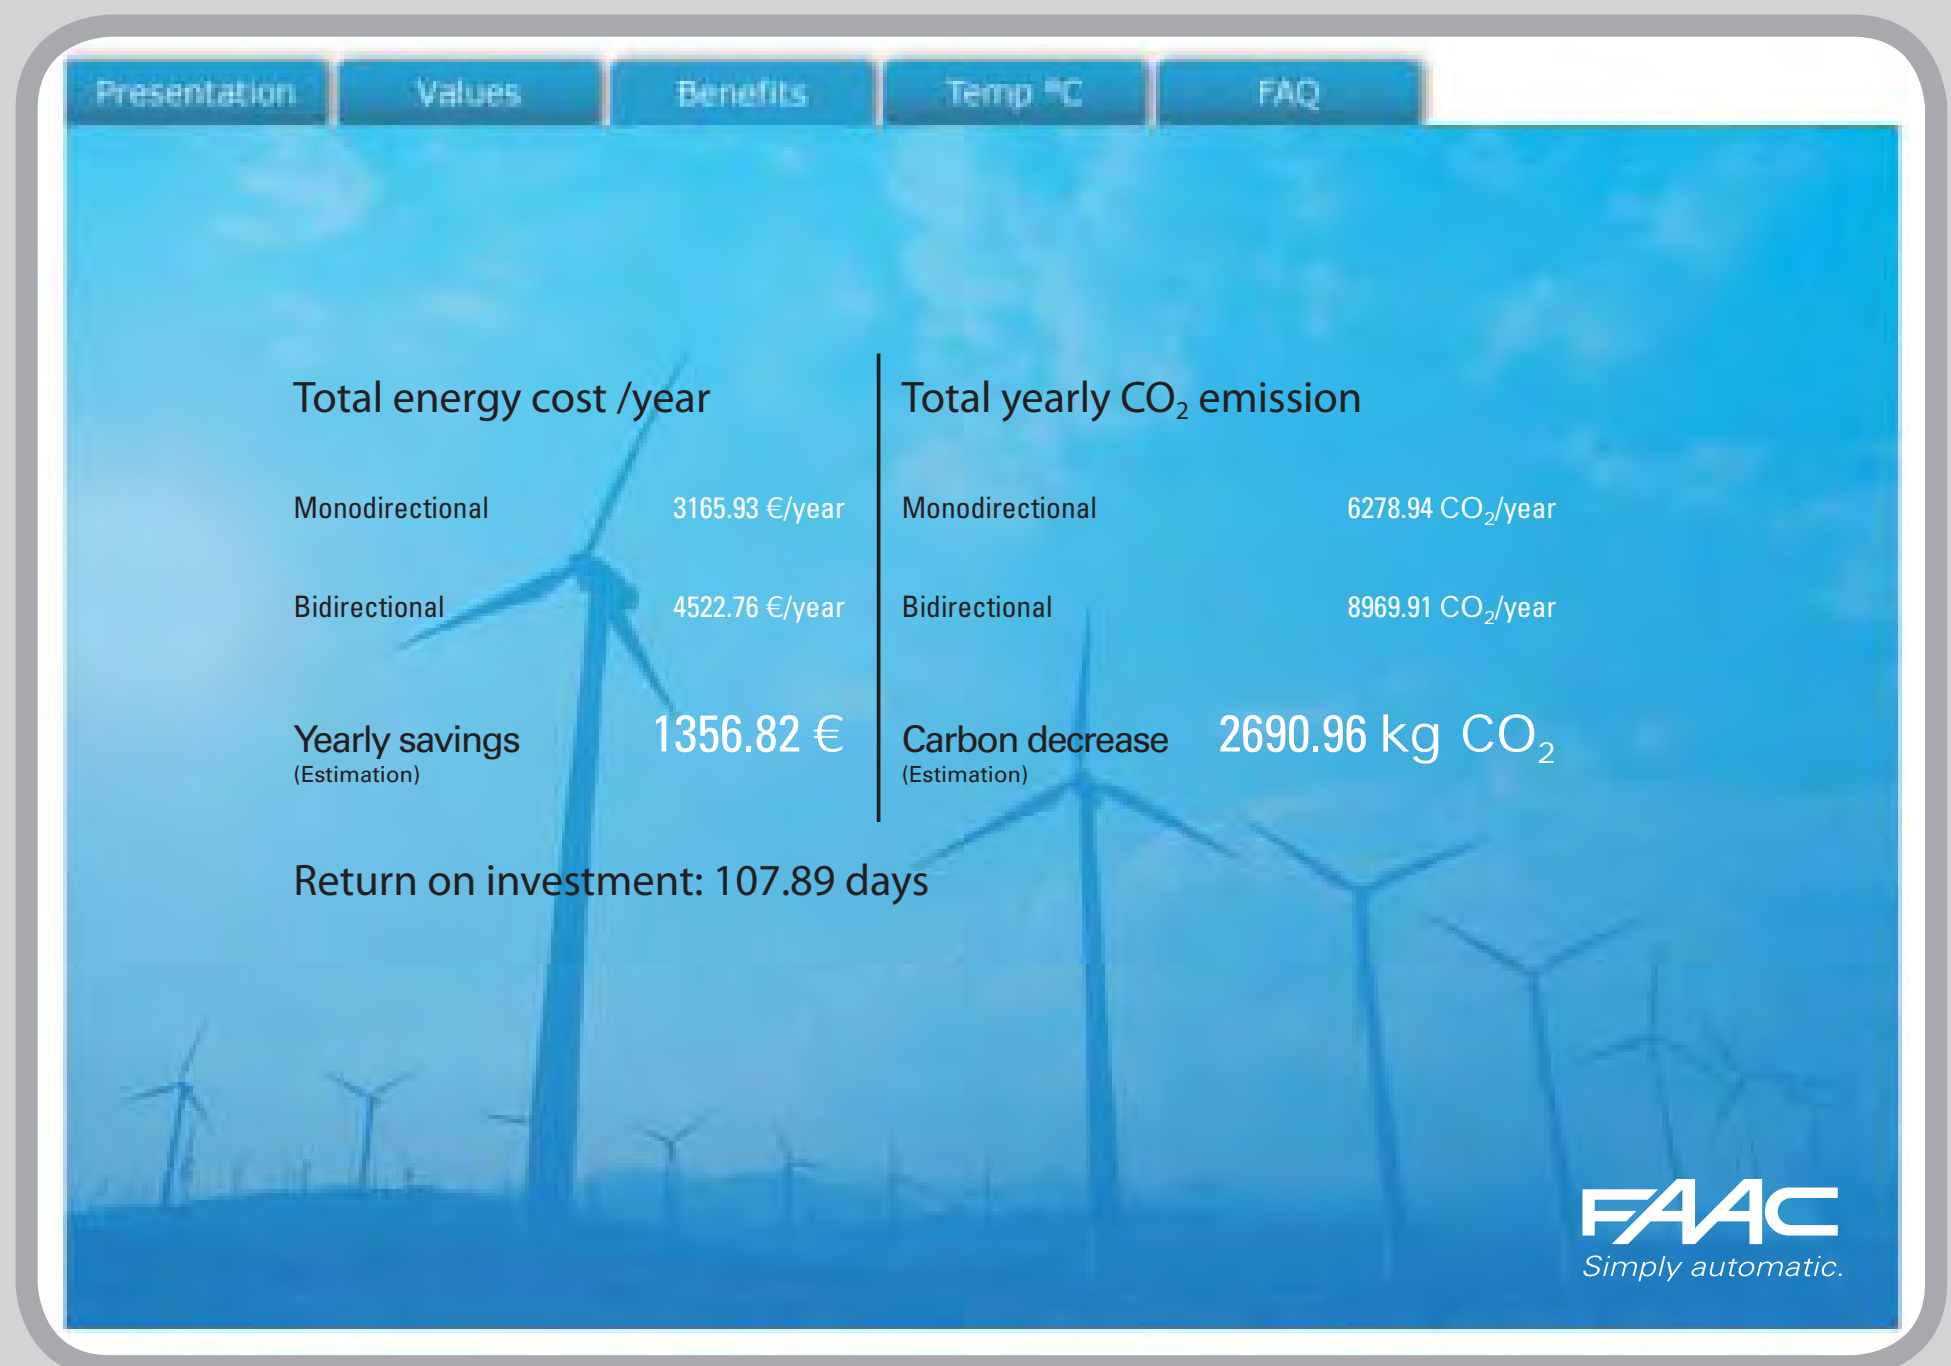 Presentation
Values
Benefits
Temp ºC
FAQ
Total energy cost /year
Monodirectional 3165.93 €/year
Bidirectional 4522.76 €/year
Yearly savings 1356.82 €
(Estimation)
Total yearly CO₂ emission
Monodirectional 6278.94 CO₂/year
Bidirectional 8969.91 CO₂/year
Carbon decrease 2690.96 kg CO₂
(Estimation)
Return on investment: 107.89 days
FAAC
Simply automatic.